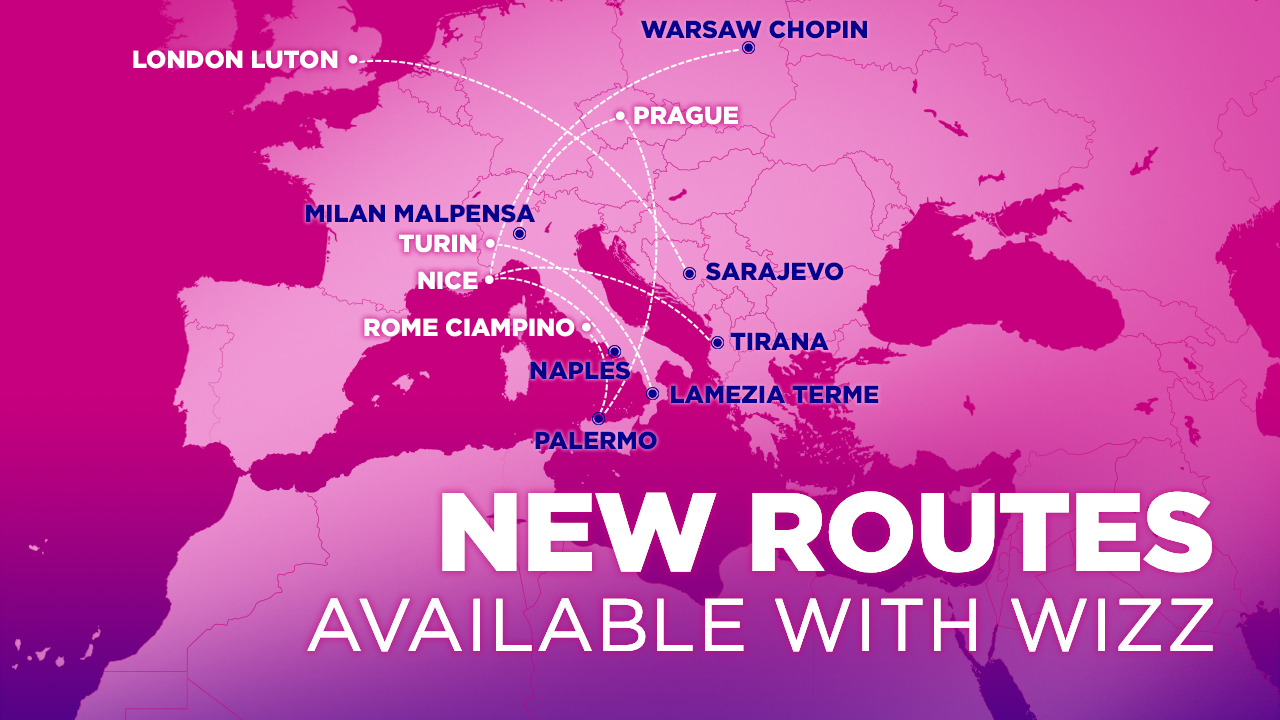 WARSAW CHOPIN
LONDON LUTON
PRAGUE
MILAN MALPENSA
TURIN
SARAJEVO
NICE
ROME CIAMPINO
TIRANA
NAPLES
LAMEZIA TERME
PALERMO
NEW ROUTES
AVAILABLE WITH WIZZ